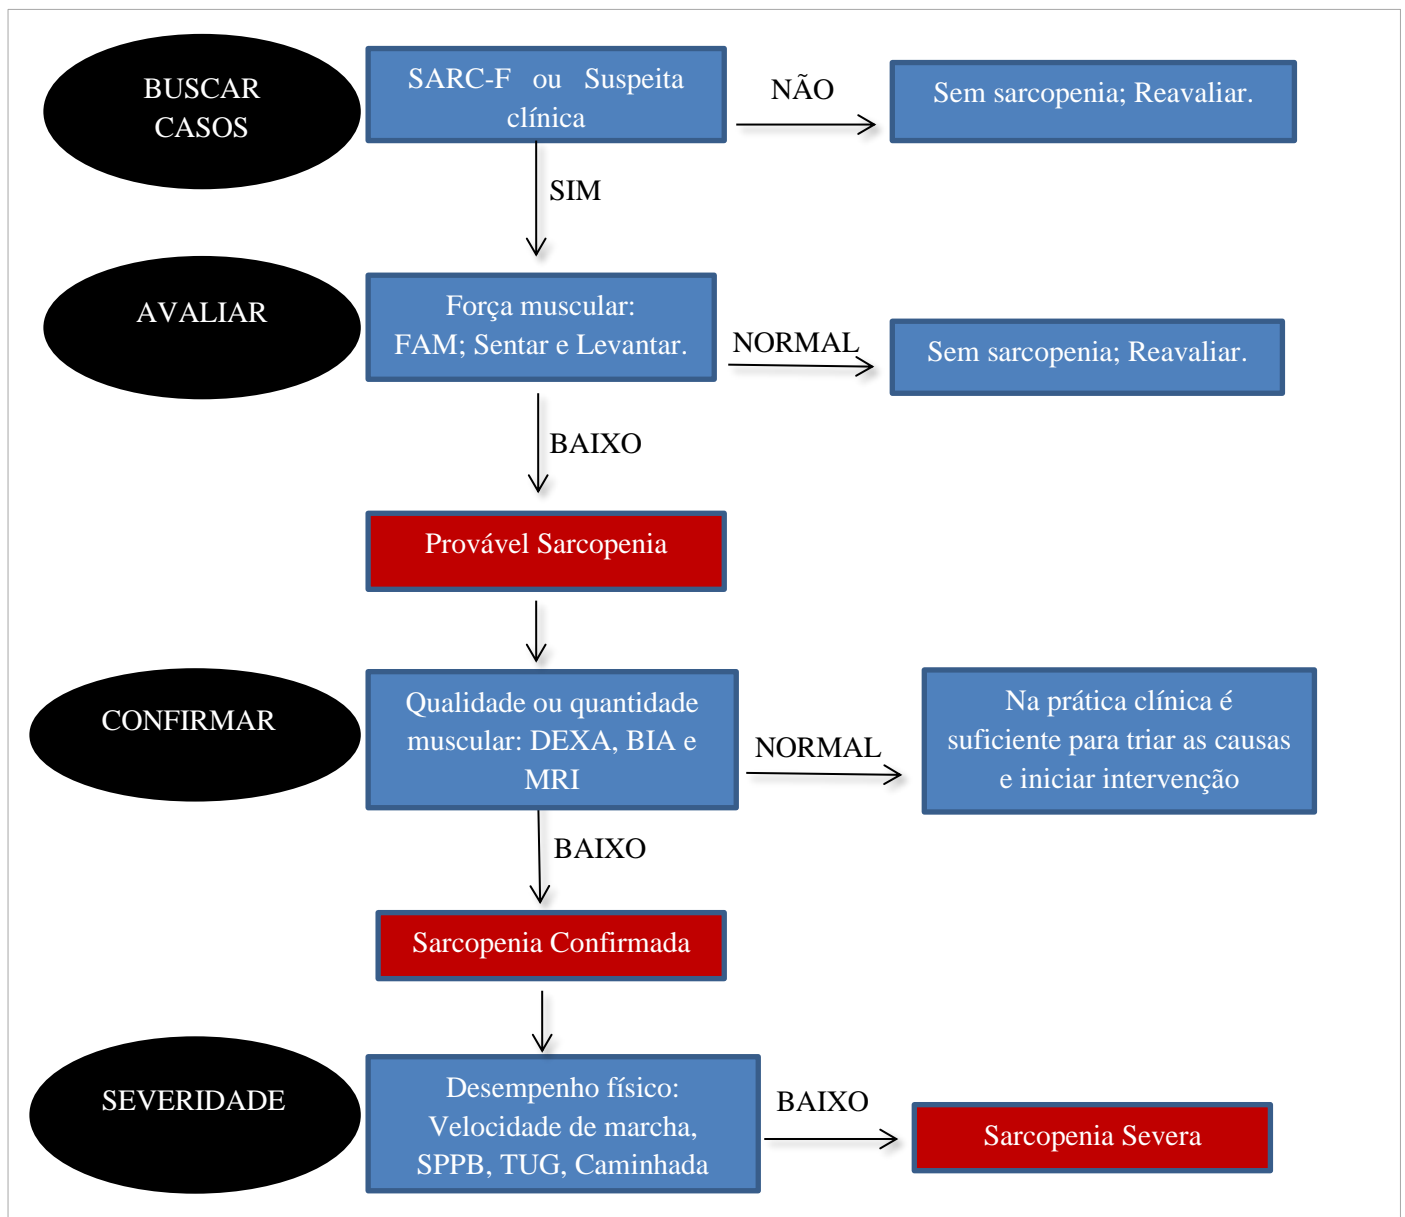 BUSCAR
CASOS
SARC-F ou Suspeita
clínica
NÃO
Sem sarcopenia; Reavaliar.
SIM
AVALIAR
Força muscular:
FAM; Sentar e Levantar.
NORMAL
Sem sarcopenia; Reavaliar.
BAIXO
Provável Sarcopenia
CONFIRMAR
Qualidade ou quantidade
muscular: DEXA, BIA e
MRI
NORMAL
Na prática clínica é
suficiente para triar as causas
e iniciar intervenção
BAIXO
Sarcopenia Confirmada
SEVERIDADE
Desempenho físico:
Velocidade de marcha,
SPPB, TUG, Caminhada
BAIXO
Sarcopenia Severa